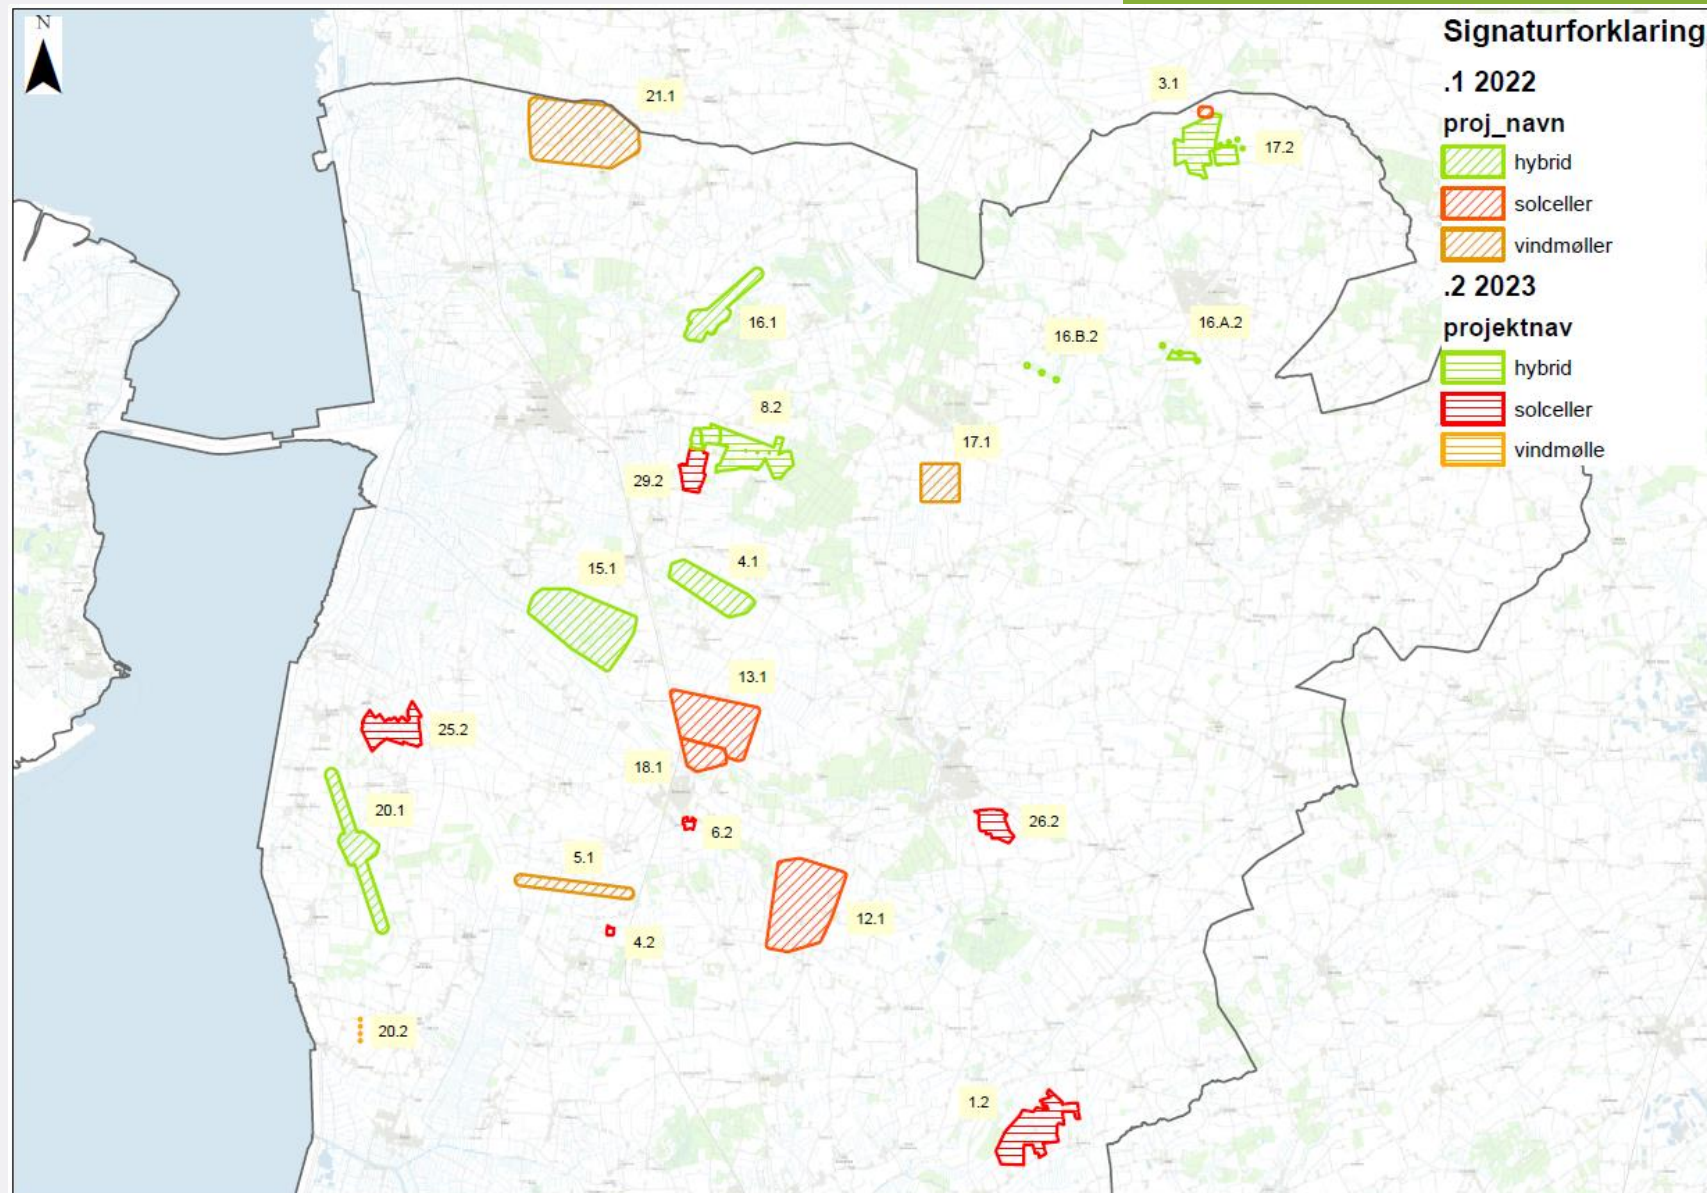 N
Signaturforklaring
.1 2022
proj_navn
hybrid
solceller
vindmøller
.2 2023
projektnav
hybrid
solceller
vindmølle
21.1
3.1
17.2
16.1
16.B.2
16.A.2
8.2
17.1
29.2
15.1
4.1
13.1
25.2
18.1
20.1
6.2
26.2
5.1
12.1
4.2
20.2
1.2